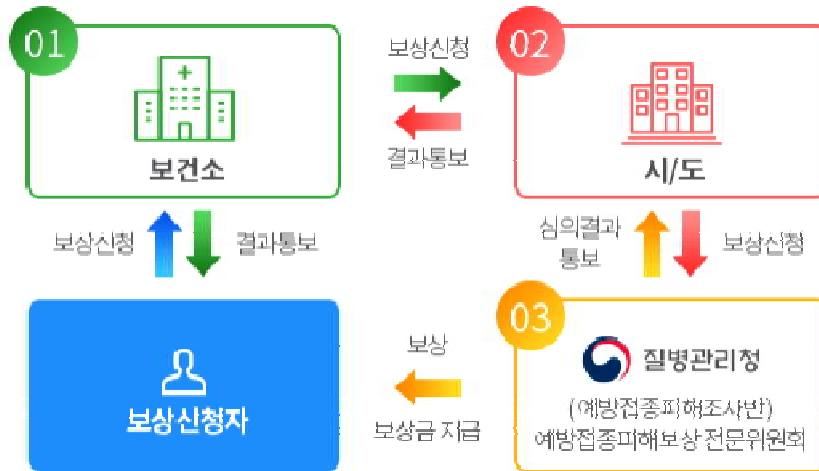 01
보건소
보상신청
결과통보
02
시/도
보상신청
결과통보
심의결과
통보
보상신청
보상신청자
보상
보상금 지급
03
질병관리청
(예방접종피해조사반)
예방접종피해보상 전문위원회